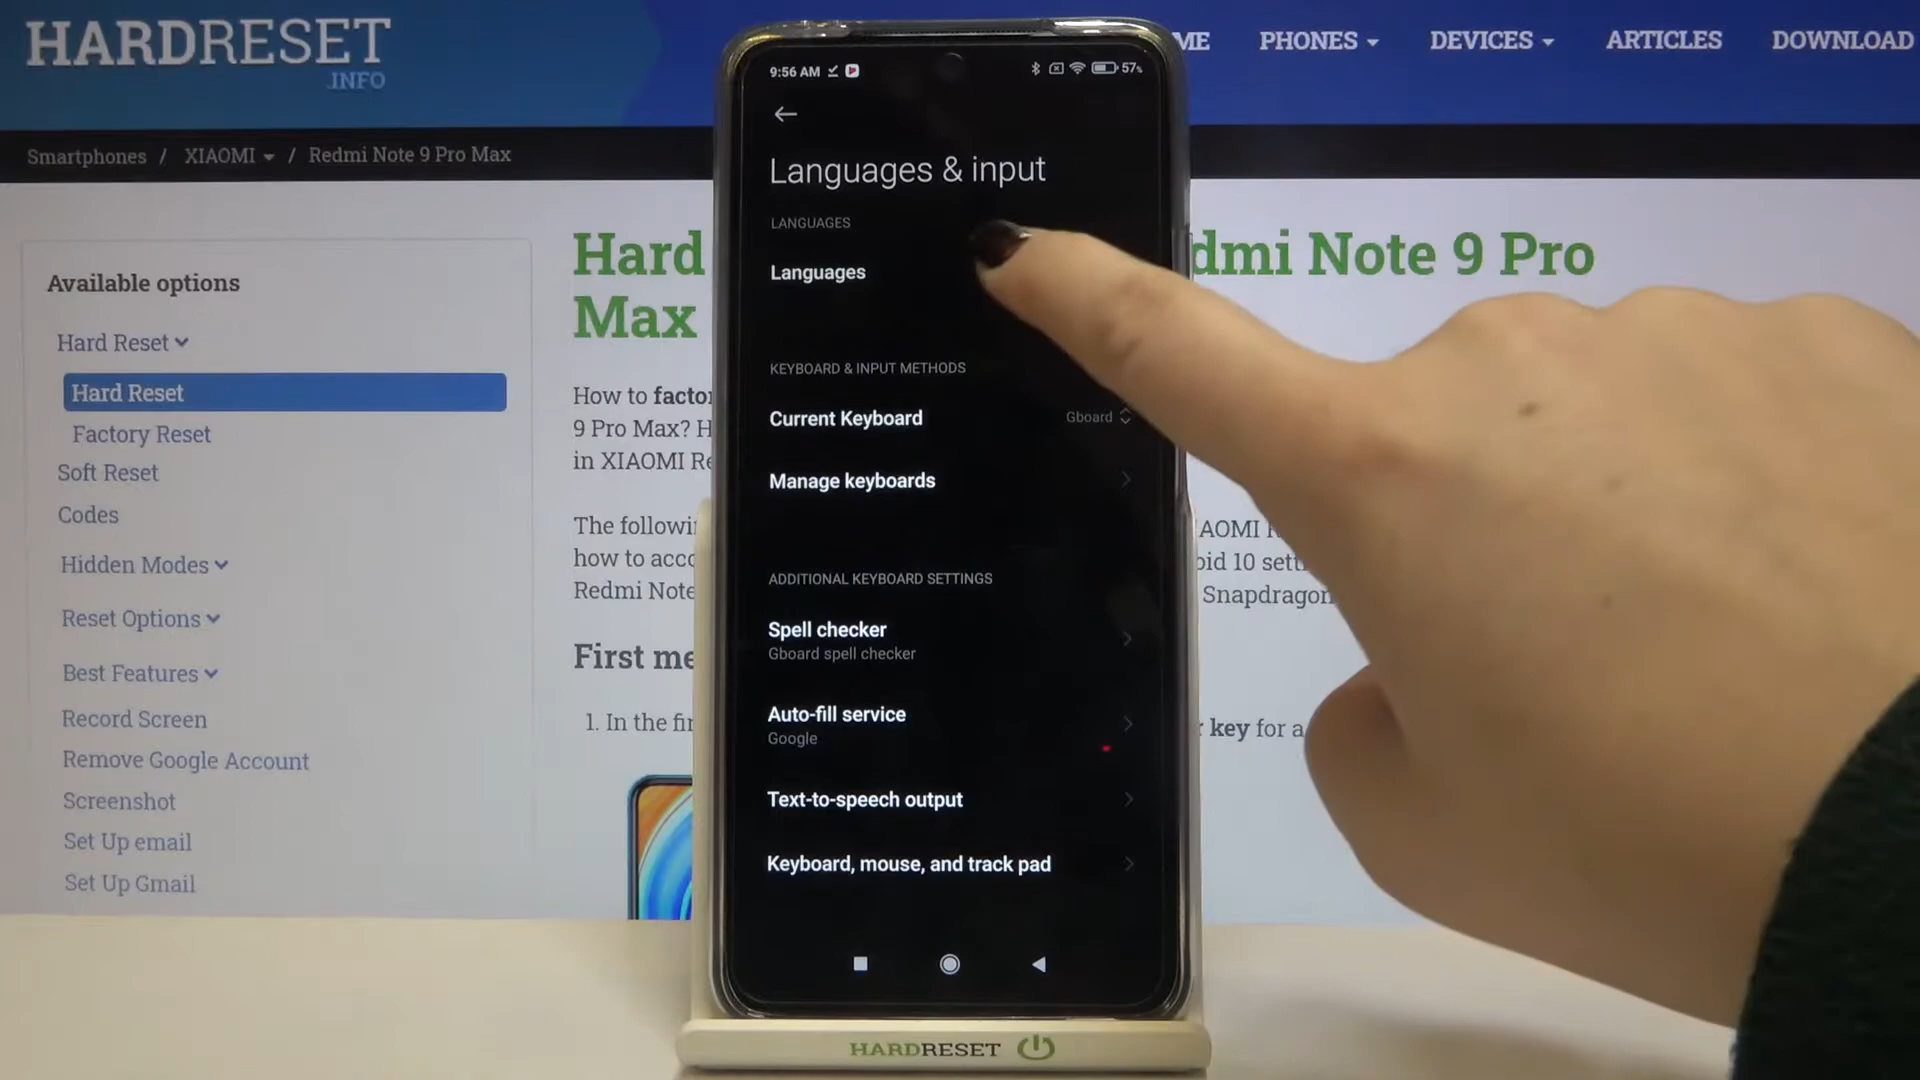 HARDRESET
.INFO
ME PHONES DEVICES ARTICLES DOWNLOAD
Smartphones / XIAOMI / Redmi Note 9 Pro Max
Available options
Hard Reset
Hard Reset
Factory Reset
Soft Reset
Codes
Hidden Modes
Reset Options
Best Features
Record Screen
Remove Google Account
Screenshot
Set Up email
Set Up Gmail
Hard dmi Note 9 Pro
Max
How to factor
9 Pro Max? H
in XIAOMI Re
The followin AOMI R
how to acc oid 10 sett
Redmi Note Snapdragon
First me
1. In the fir key for a
9:56 AM 57%
Languages & input
LANGUAGES
Languages
KEYBOARD & INPUT METHODS
Current Keyboard Gboard
Manage keyboards
ADDITIONAL KEYBOARD SETTINGS
Spell checker
Gboard spell checker
Auto-fill service
Google
Text-to-speech output
Keyboard, mouse, and track pad
HARDRESET